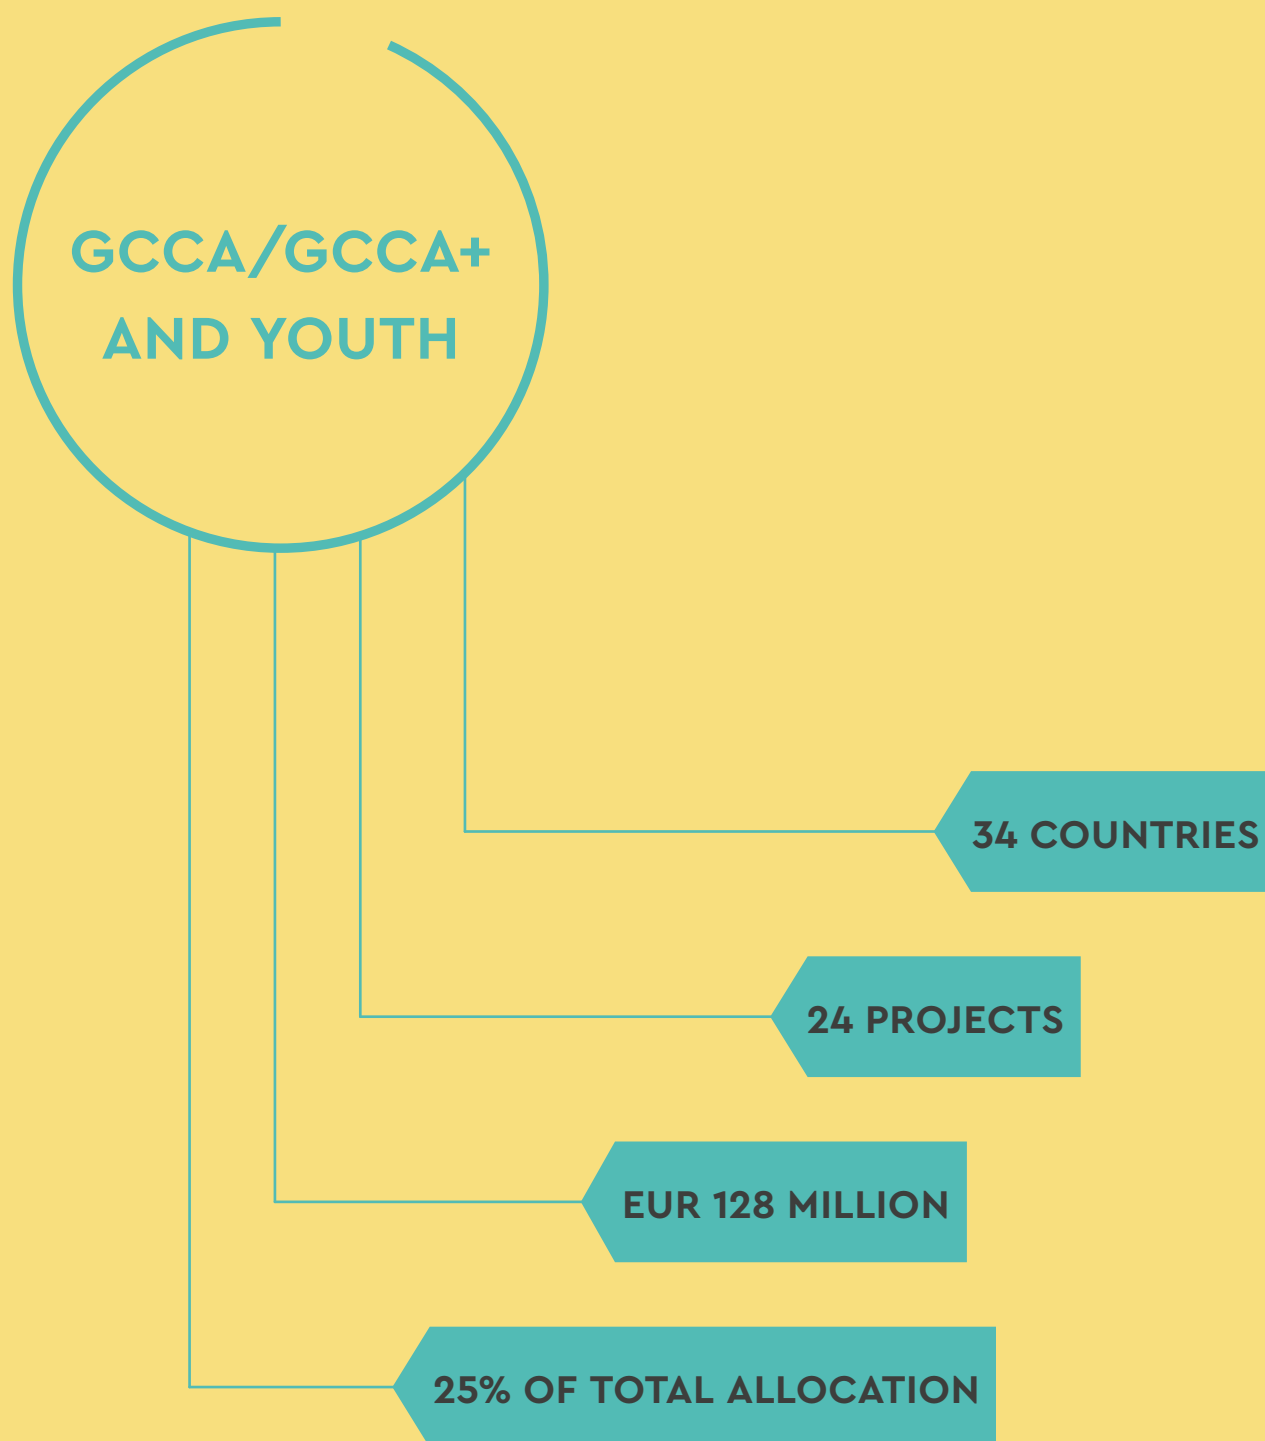 GCCA/GCCA+
AND YOUTH
34 COUNTRIES
24 PROJECTS
EUR 128 MILLION
25% OF TOTAL ALLOCATION